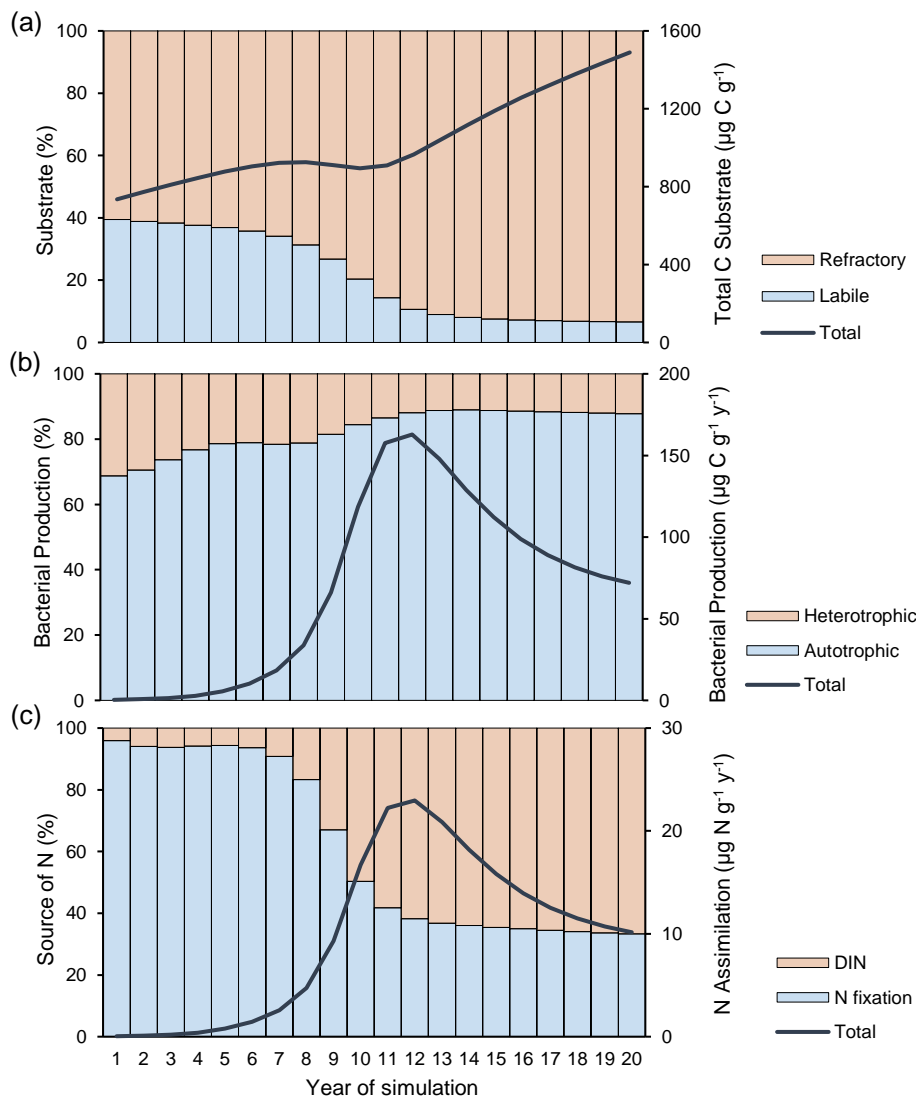 (a)
100
80
60
40
20
0
Substrate (%)
1600
1200
800
400
0
Total C Substrate (µg C g⁻¹)
Refractory
Labile
Total
(b)
100
80
60
40
20
0
Bacterial Production (%)
200
150
100
50
0
Bacterial Production (µg C g⁻¹ y⁻¹)
Heterotrophic
Autotrophic
Total
(c)
100
80
60
40
20
0
Source of N (%)
30
20
10
0
N Assimilation (µg N g⁻¹ y⁻¹)
DIN
N fixation
Total
1 2 3 4 5 6 7 8 9 10 11 12 13 14 15 16 17 18 19 20
Year of simulation